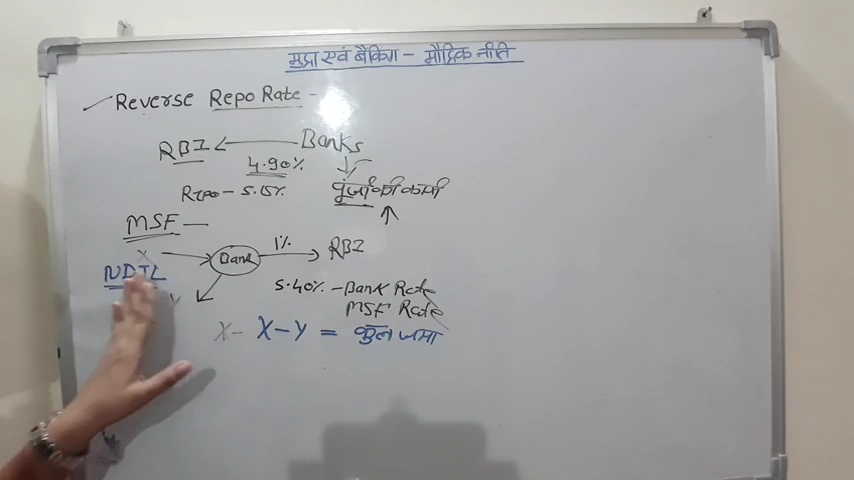 मुद्रा एवं बैंकिंग - मौद्रिक नीति
✓ Reverse Repo Rate -
RBI ← Banks
4.90%
Repo - 5.15% पूंजी की कमी
MSF -
X → Bank 1% → RBI
NDTL
Y
5.40% - Bank Rate
MSF Rate
X - X - Y = कुल जमा